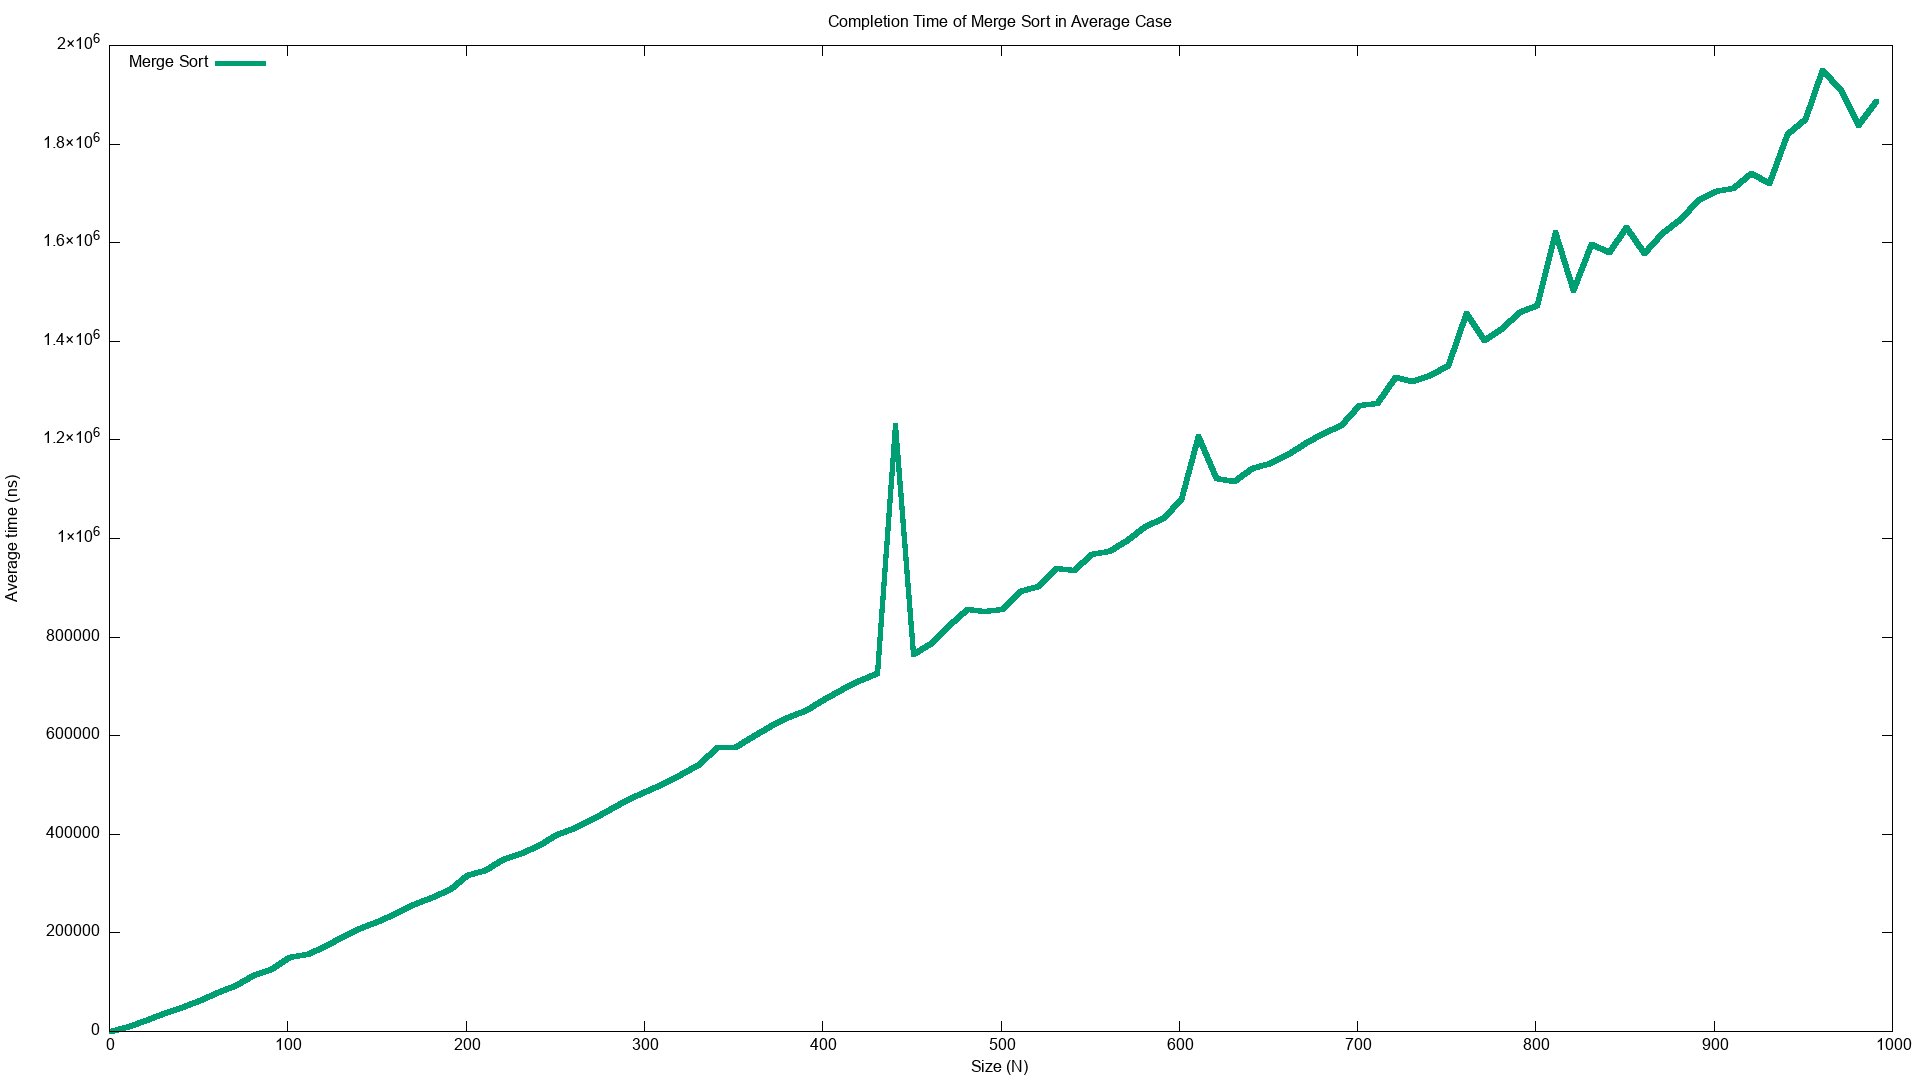 Completion Time of Merge Sort in Average Case
Merge Sort
2×10⁶
1.8×10⁶
1.6×10⁶
1.4×10⁶
1.2×10⁶
1×10⁶
800000
600000
400000
200000
0
Average time (ns)
0 100 200 300 400 500 600 700 800 900 1000
Size (N)